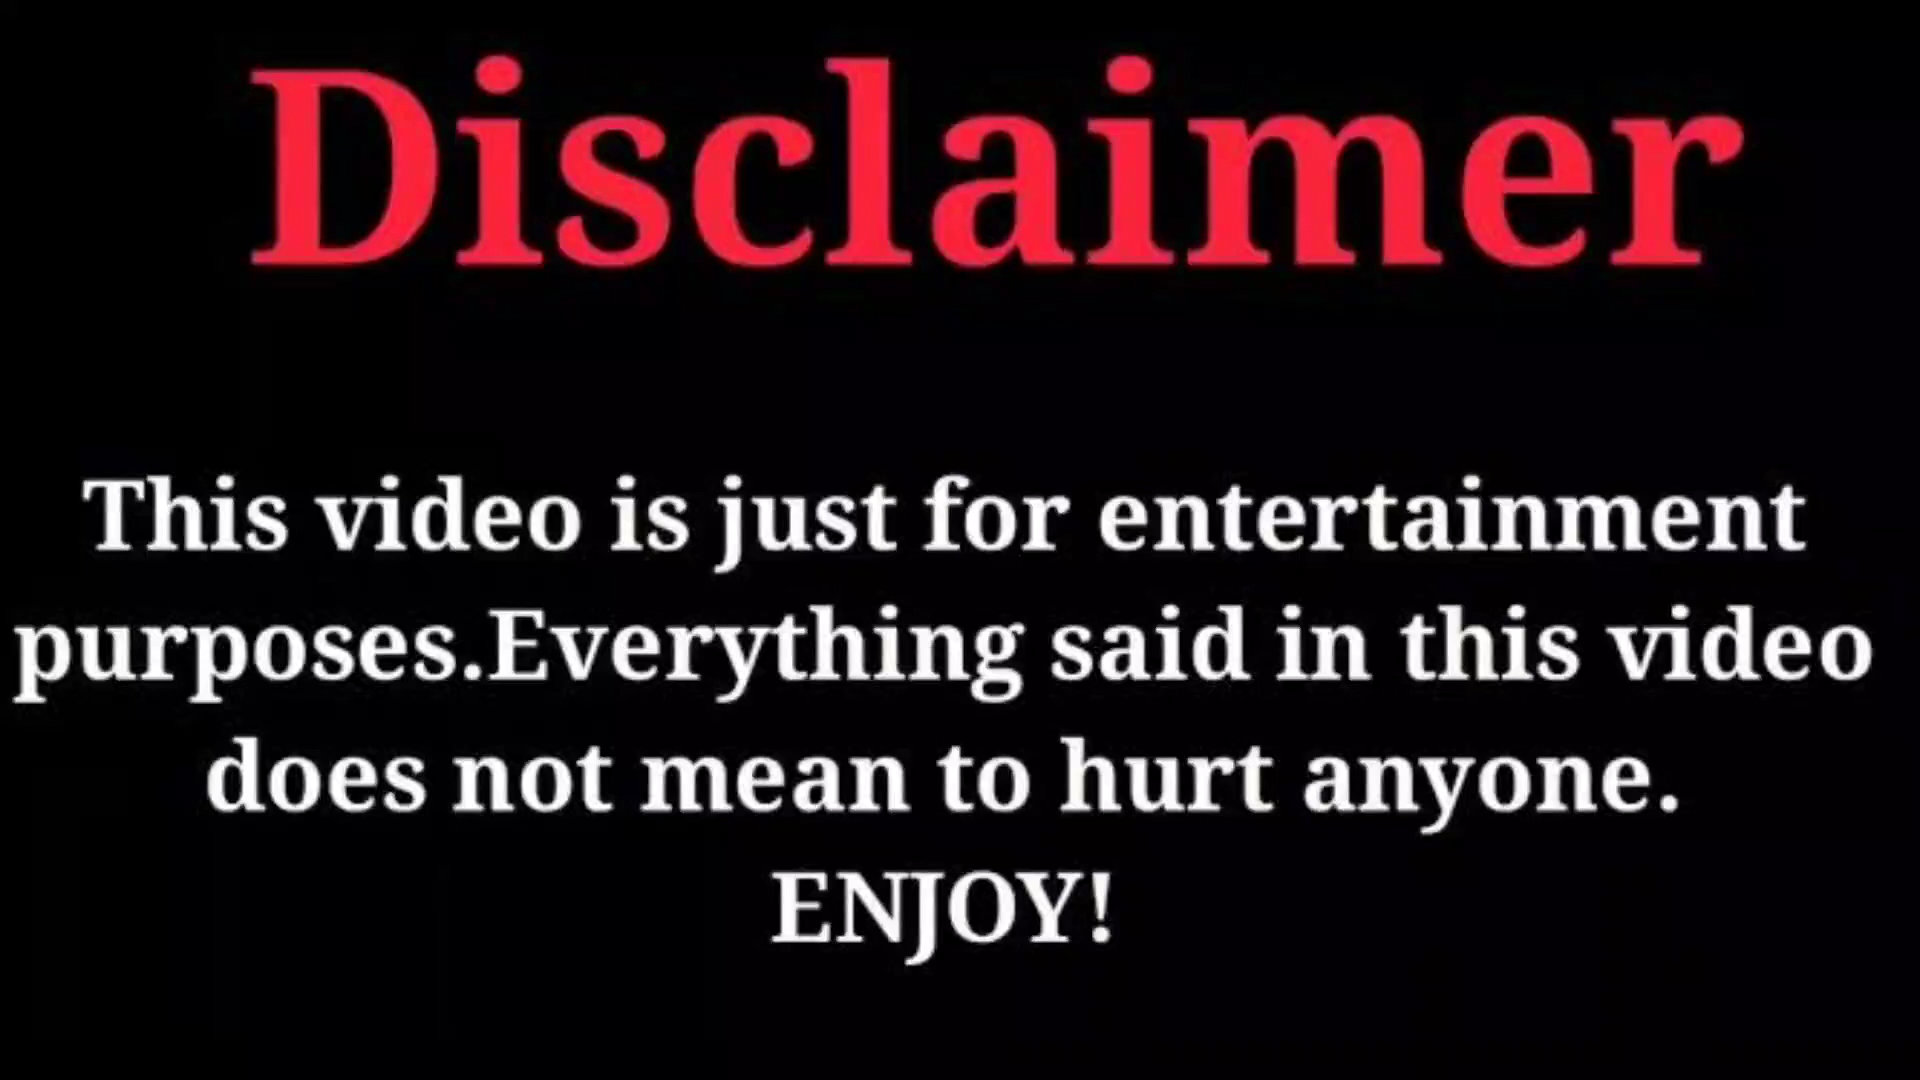 Disclaimer
This video is just for entertainment
purposes.Everything said in this video
does not mean to hurt anyone.
ENJOY!